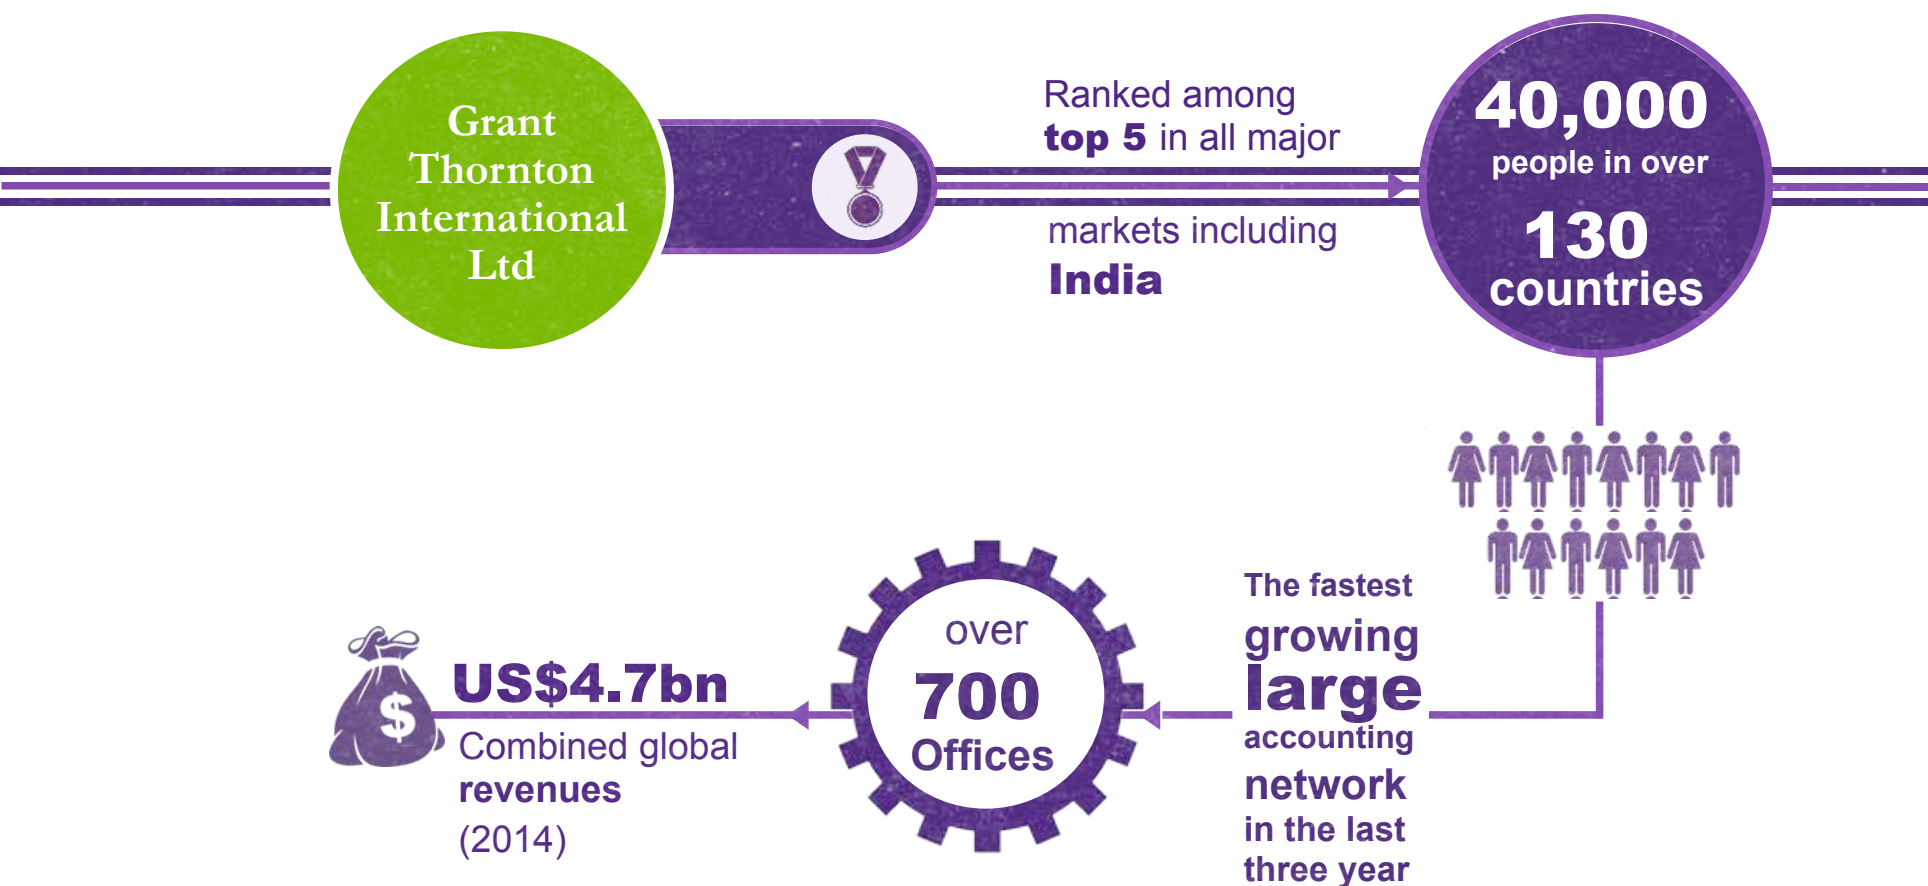 Grant
Thornton
International
Ltd
Ranked among
top 5 in all major
markets including
India
40,000
people in over
130
countries
The fastest
growing
large
accounting
network
in the last
three year
over
700
Offices
US$4.7bn
Combined global
revenues
(2014)
$